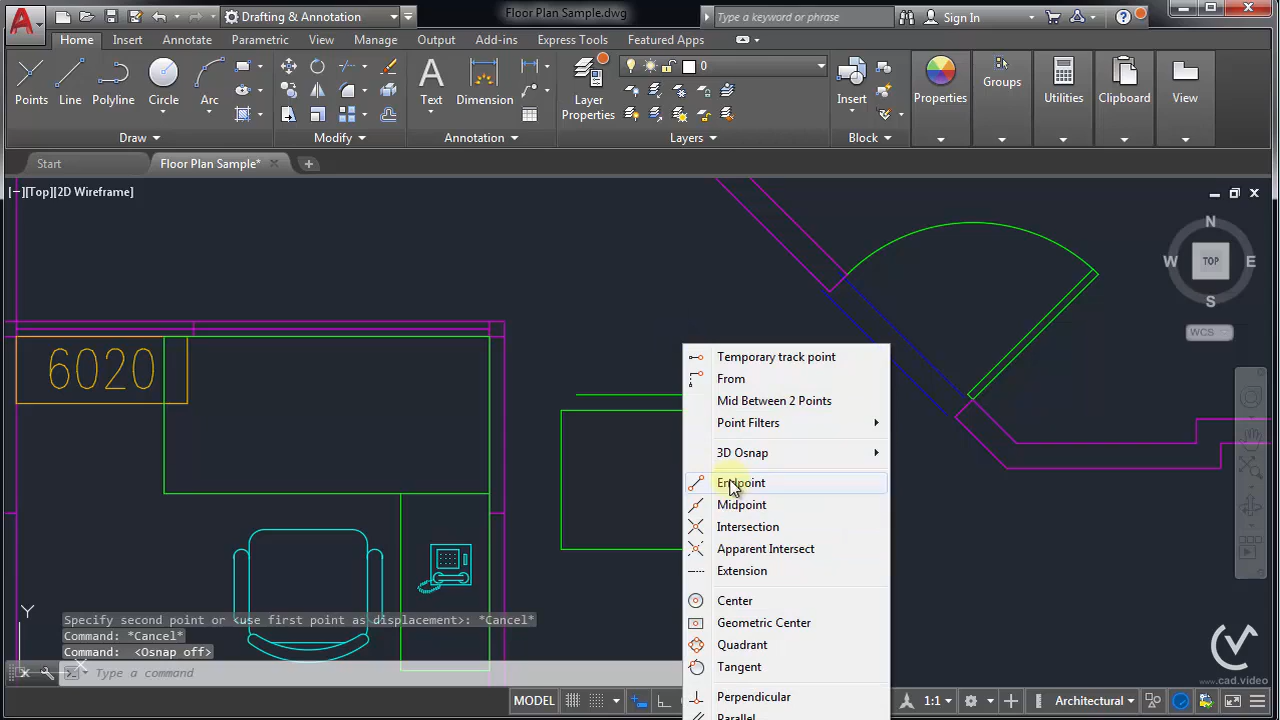 Drafting & Annotation
Floor Plan Sample.dwg
Type a keyword or phrase
Sign In
Home
Insert
Annotate
Parametric
View
Manage
Output
Add-ins
Express Tools
Featured Apps
Points
Line
Polyline
Circle
Arc
Text
Dimension
Layer
Properties
0
Insert
Properties
Groups
Utilities
Clipboard
View
Draw
Modify
Annotation
Layers
Block
Start
Floor Plan Sample*
[−][Top][2D Wireframe]
N
W
TOP
E
S
WCS
6020
Temporary track point
From
Mid Between 2 Points
Point Filters
3D Osnap
Endpoint
Midpoint
Intersection
Apparent Intersect
Extension
Center
Geometric Center
Quadrant
Tangent
Perpendicular
Parallel
Y
Specify second point or <use first point as displacement>: *Cancel*
Command: *Cancel*
Command:  <Osnap off>
Type a command
MODEL
1:1
Architectural
www.cad.video